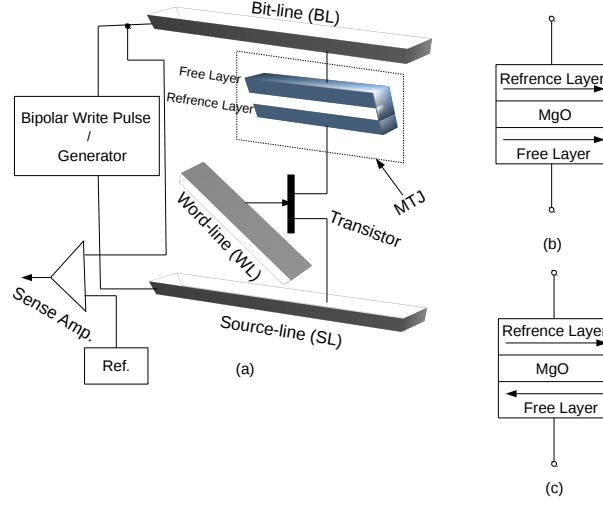 Bit-line (BL)
Free Layer
Refrence Layer
Bipolar Write Pulse
/
Generator
MTJ
Word-line (WL)
Transistor
Sense Amp.
Source-line (SL)
Ref.
(a)
Refrence Layer
MgO
Free Layer
(b)
Refrence Layer
MgO
Free Layer
(c)